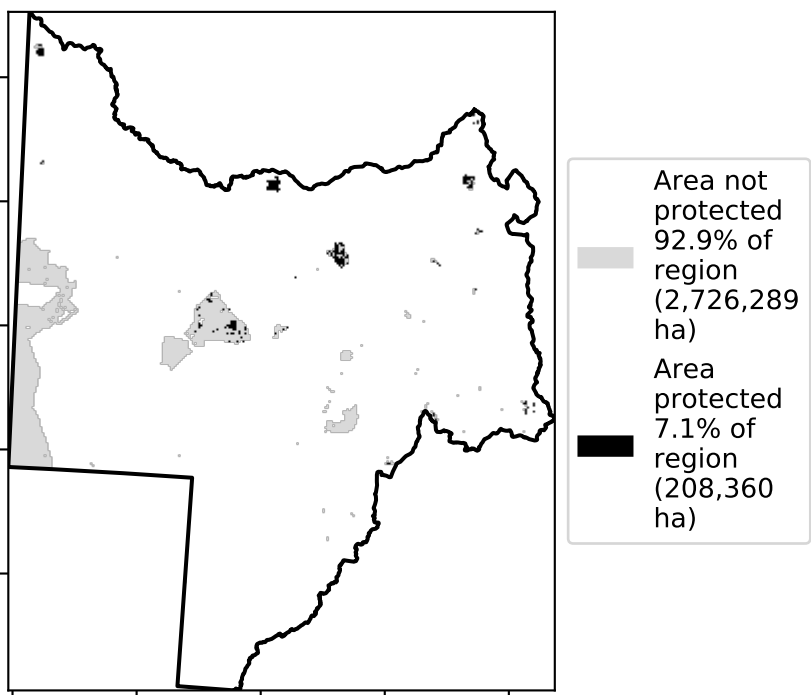 Area not
protected
92.9% of
region
(2,726,289
ha)
Area
protected
7.1% of
region
(208,360
ha)